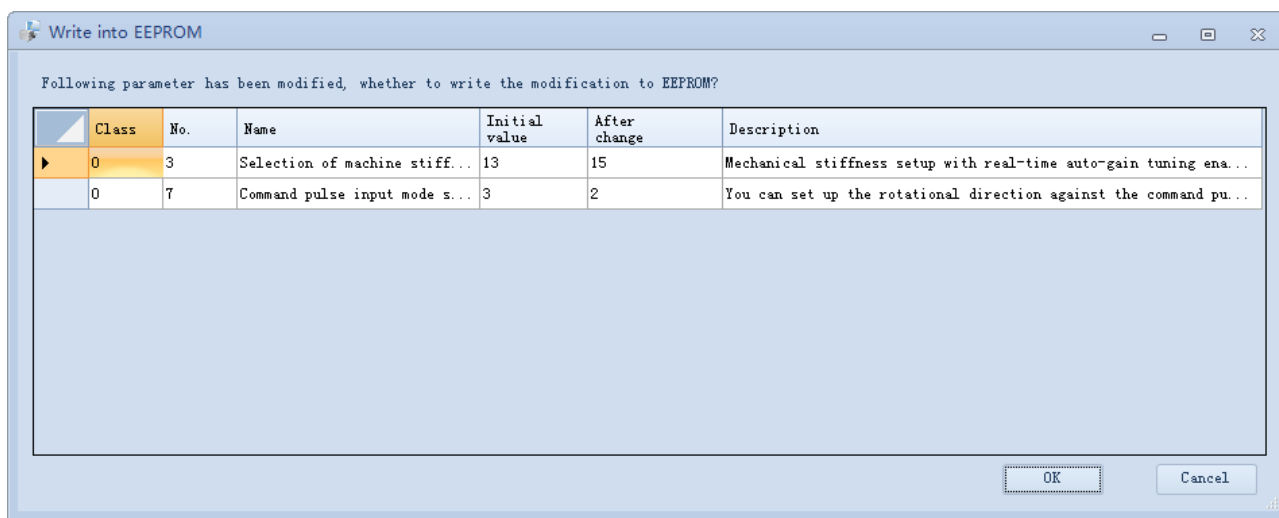 Write into EEPROM
Following parameter has been modified, whether to write the modification to EEPROM?
Class No. Name Initial value After change Description
0 3 Selection of machine stiff... 13 15 Mechanical stiffness setup with real-time auto-gain tuning ena...
0 7 Command pulse input mode s... 3 2 You can set up the rotational direction against the command pu...
OK Cancel